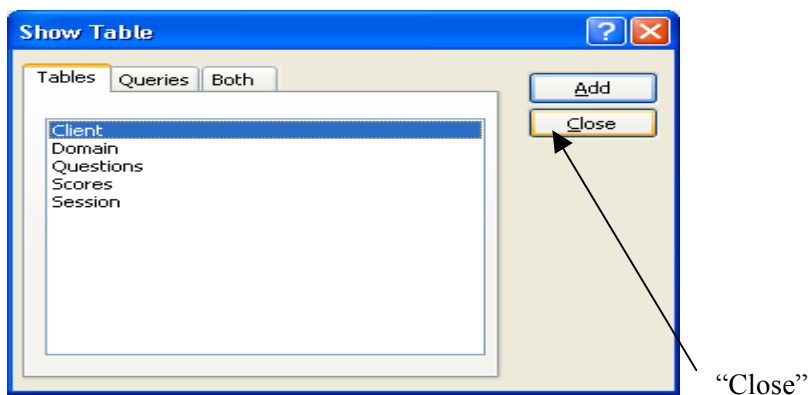 Show Table
Tables Queries Both
Add
Close
Client
Domain
Questions
Scores
Session
“Close”